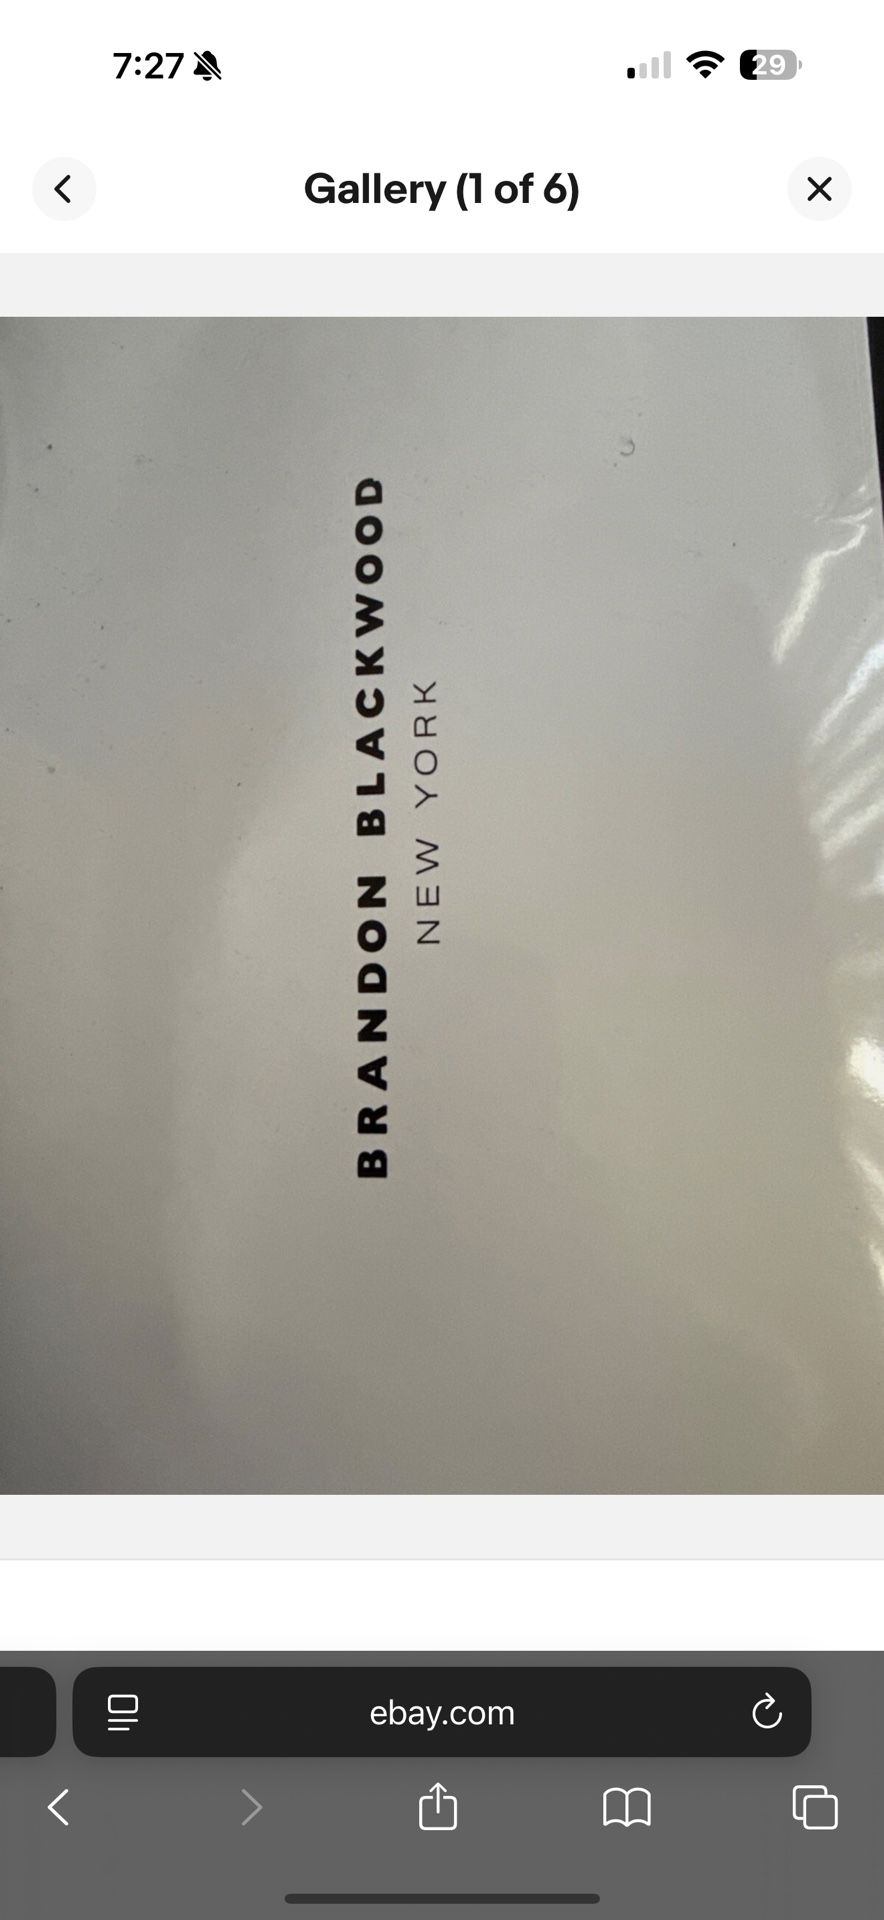 7:27
29
Gallery (1 of 6)
BRANDON BLACKWOOD
NEW YORK
ebay.com